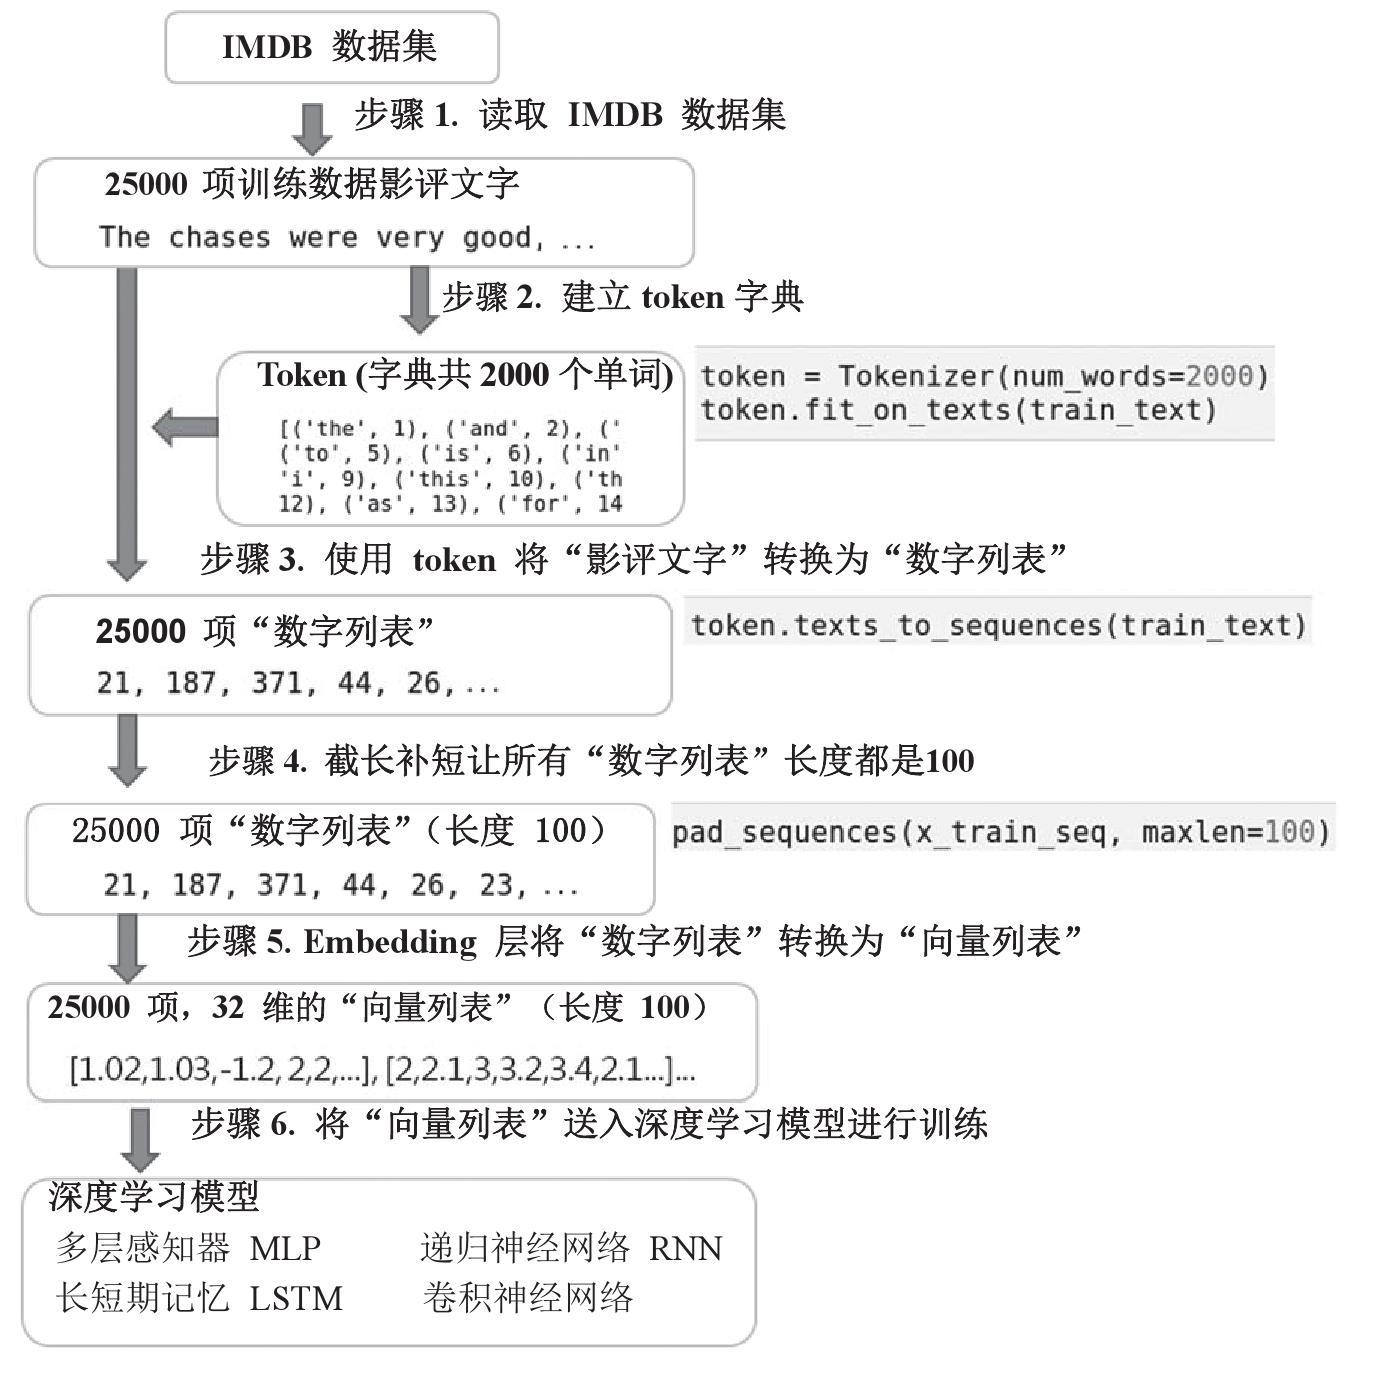 IMDB 数据集
步骤 1. 读取 IMDB 数据集
25000 项训练数据影评文字
The chases were very good, ...
步骤 2. 建立 token 字典
Token (字典共 2000 个单词)
[('the', 1), ('and', 2), ('
('to', 5), ('is', 6), ('in'
'i', 9), ('this', 10), ('th
12), ('as', 13), ('for', 14
token = Tokenizer(num_words=2000)
token.fit_on_texts(train_text)
步骤 3. 使用 token 将“影评文字”转换为“数字列表”
25000 项“数字列表”
21, 187, 371, 44, 26, ...
token.texts_to_sequences(train_text)
步骤 4. 截长补短让所有“数字列表”长度都是100
25000 项“数字列表”（长度 100）
21, 187, 371, 44, 26, 23, ...
pad_sequences(x_train_seq, maxlen=100)
步骤 5. Embedding 层将“数字列表”转换为“向量列表”
25000 项，32 维的“向量列表”（长度 100）
[1.02,1.03,-1.2,2,2,...],[2,2.1,3,3.2,3.4,2.1...]...
步骤 6. 将“向量列表”送入深度学习模型进行训练
深度学习模型
多层感知器 MLP 递归神经网络 RNN
长短期记忆 LSTM 卷积神经网络